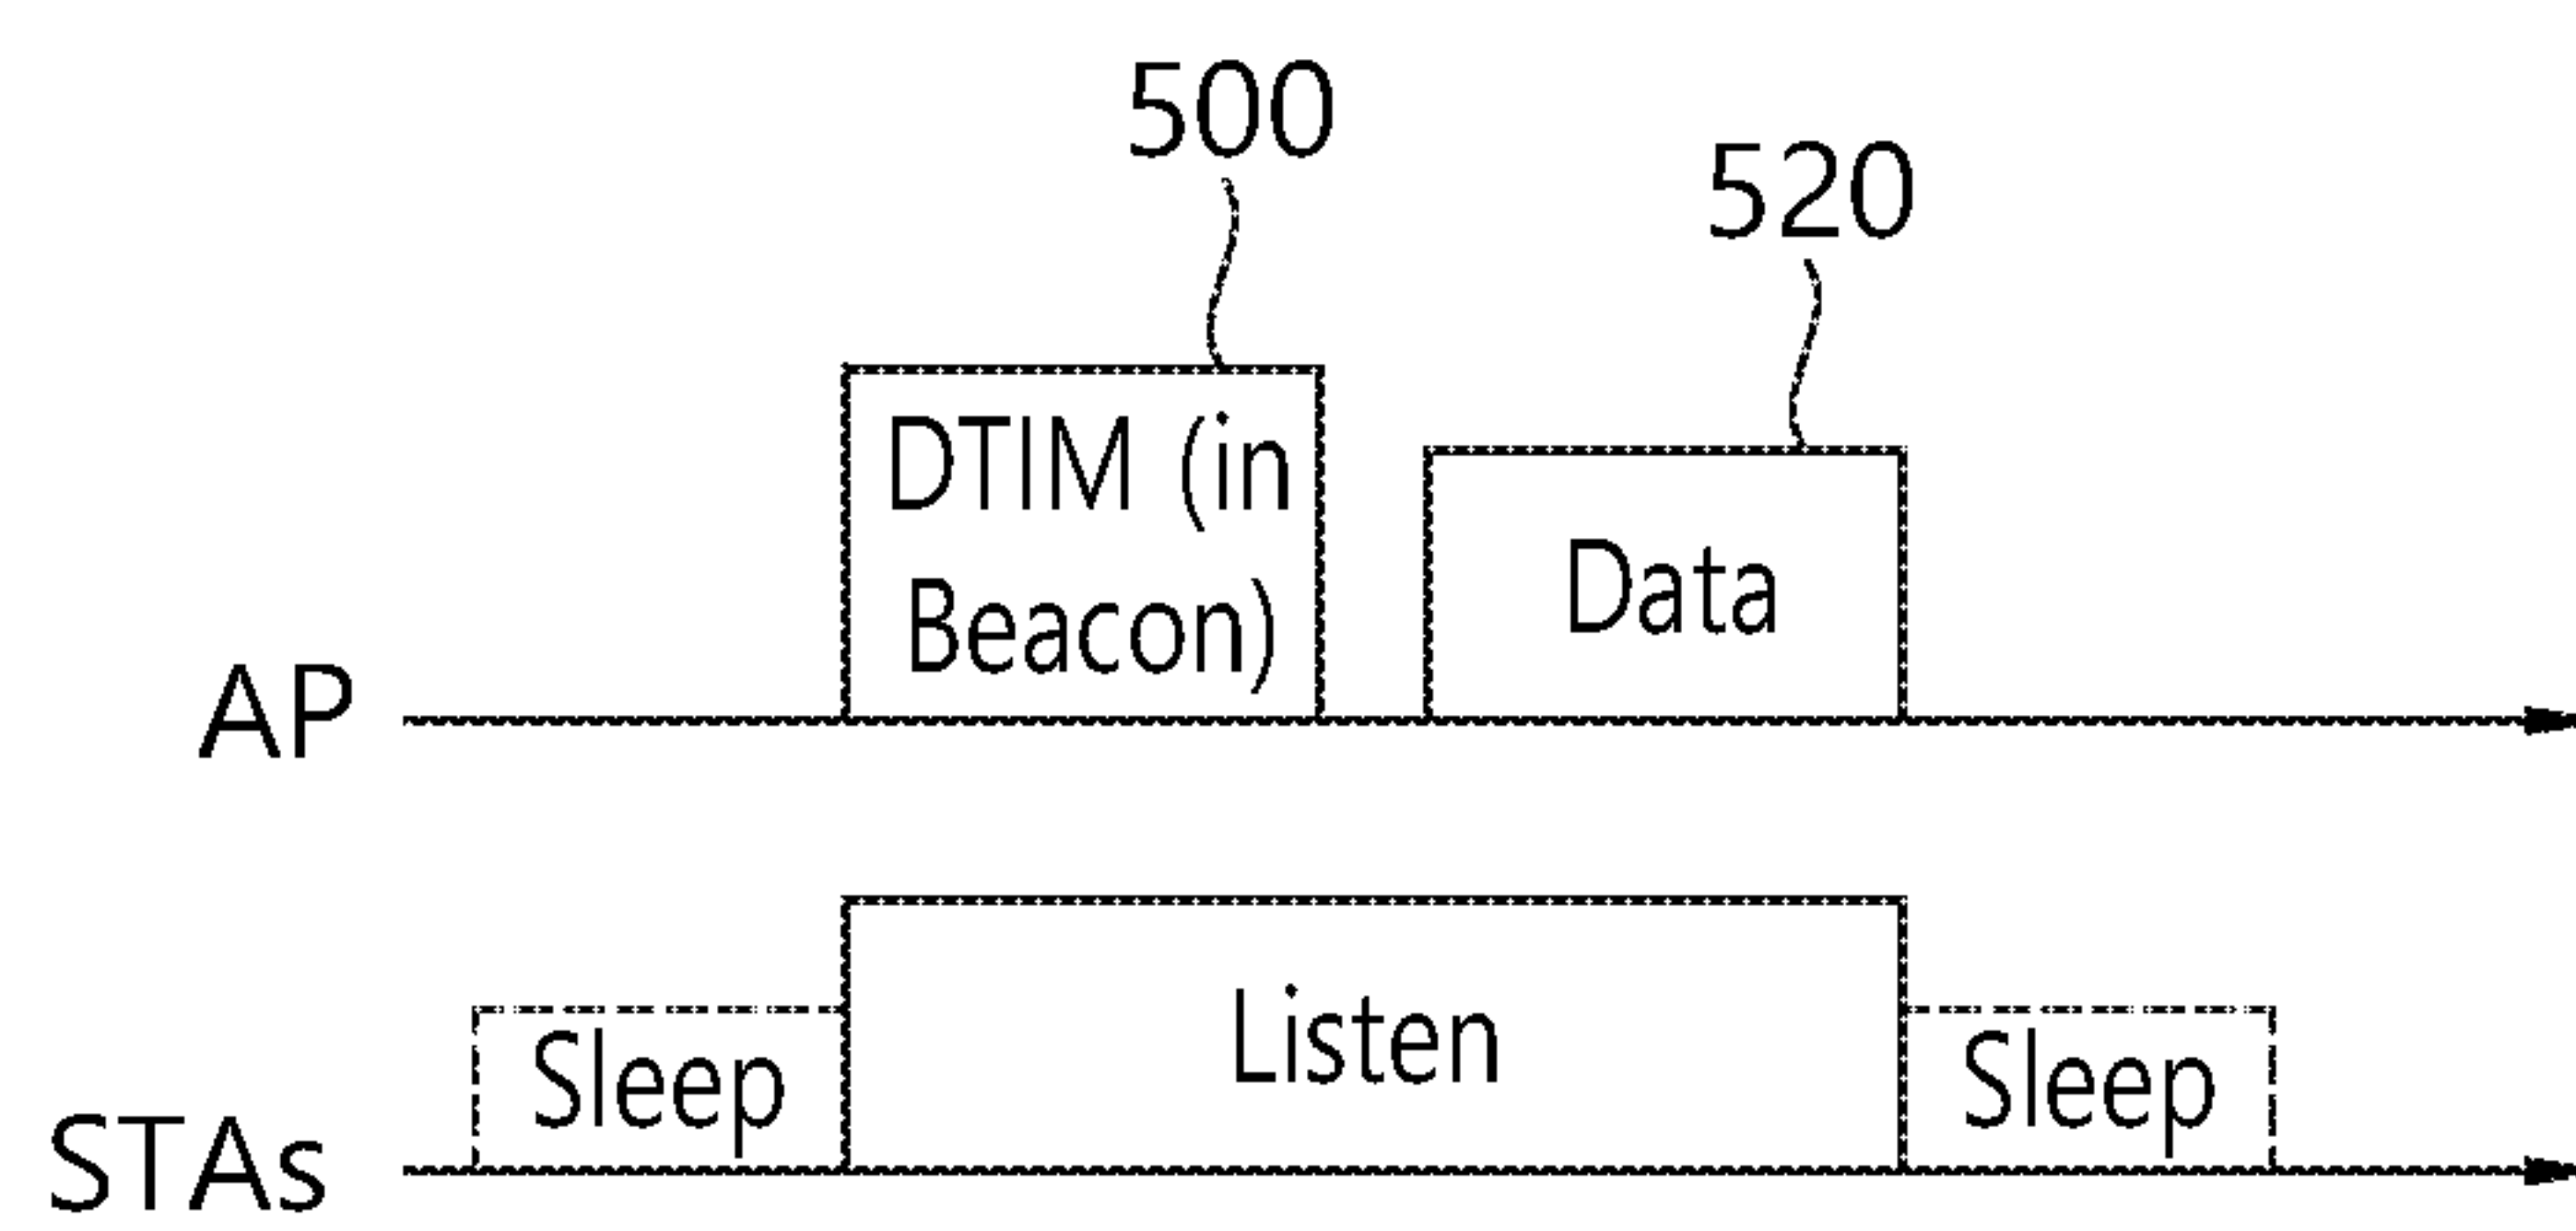 500
520
DTIM (in
Beacon)
Data
AP
Listen
Sleep
Sleep
STAs